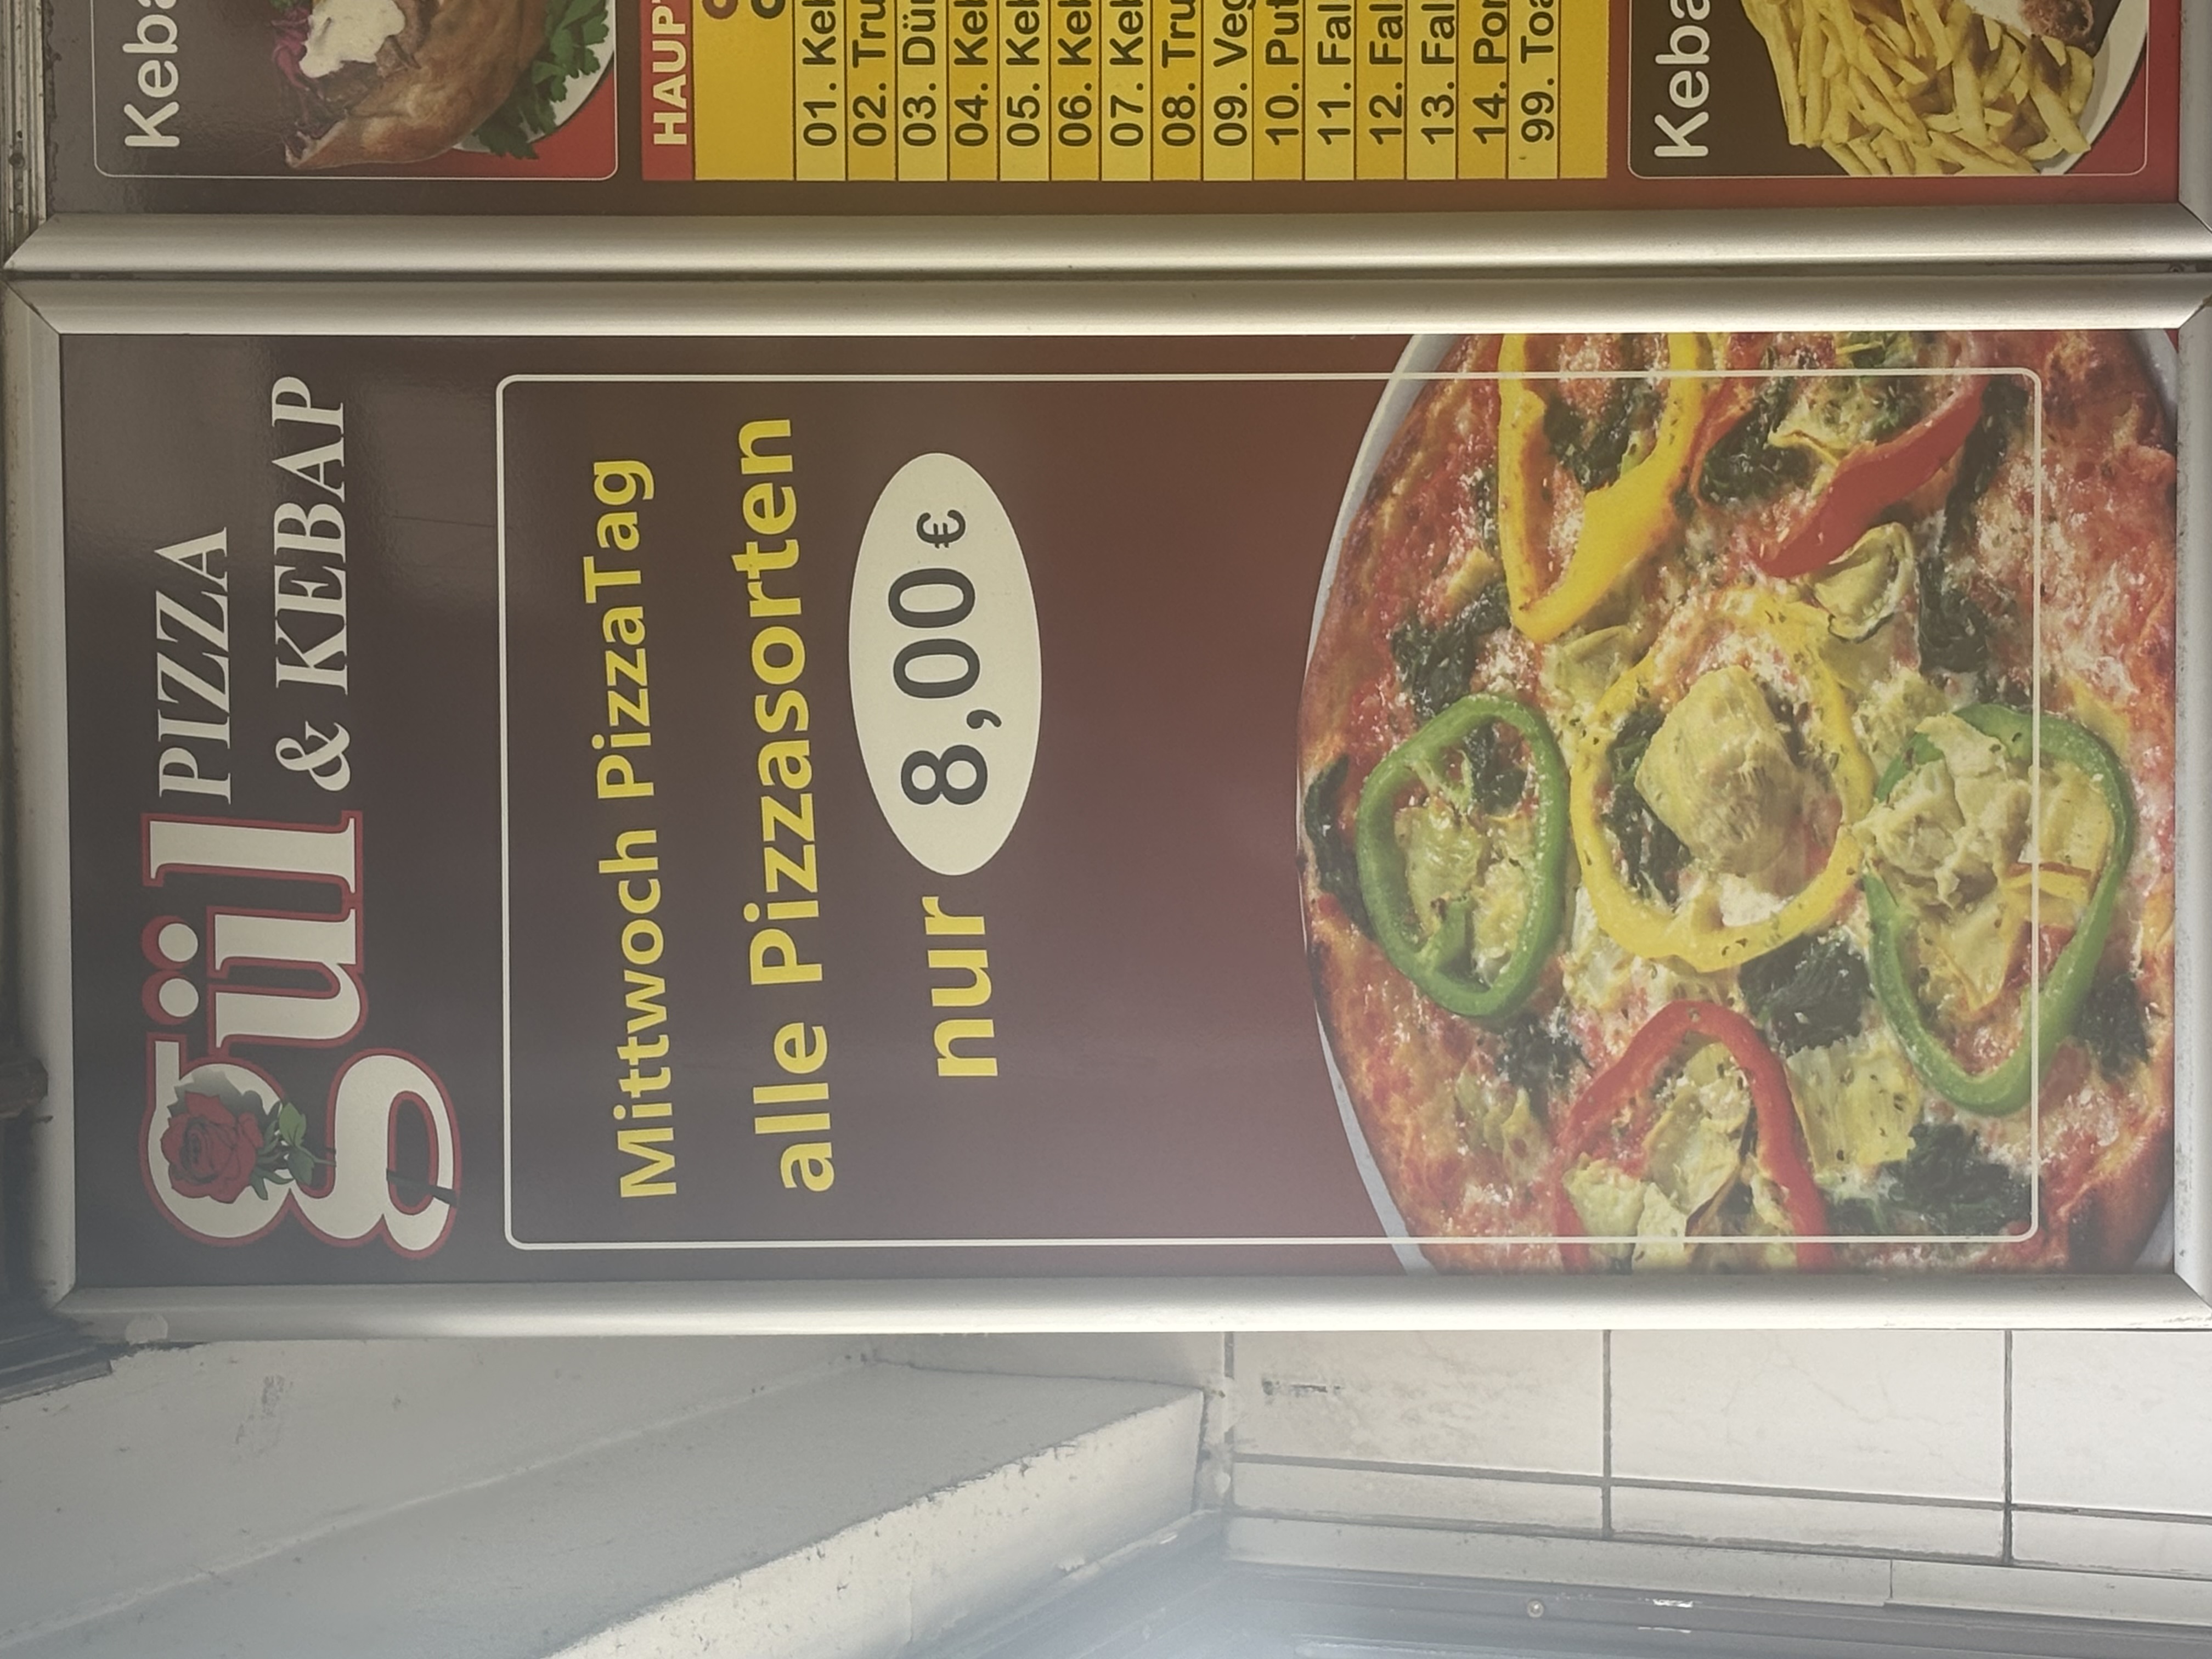 gül PIZZA
& KEBAP
Mittwoch PizzaTag
alle Pizzasorten
nur 8,00 €
HAUP
01.
02.
03.
04.
05.
06.
07.
08.
09.
10.
11.
12.
13.
14.
99.